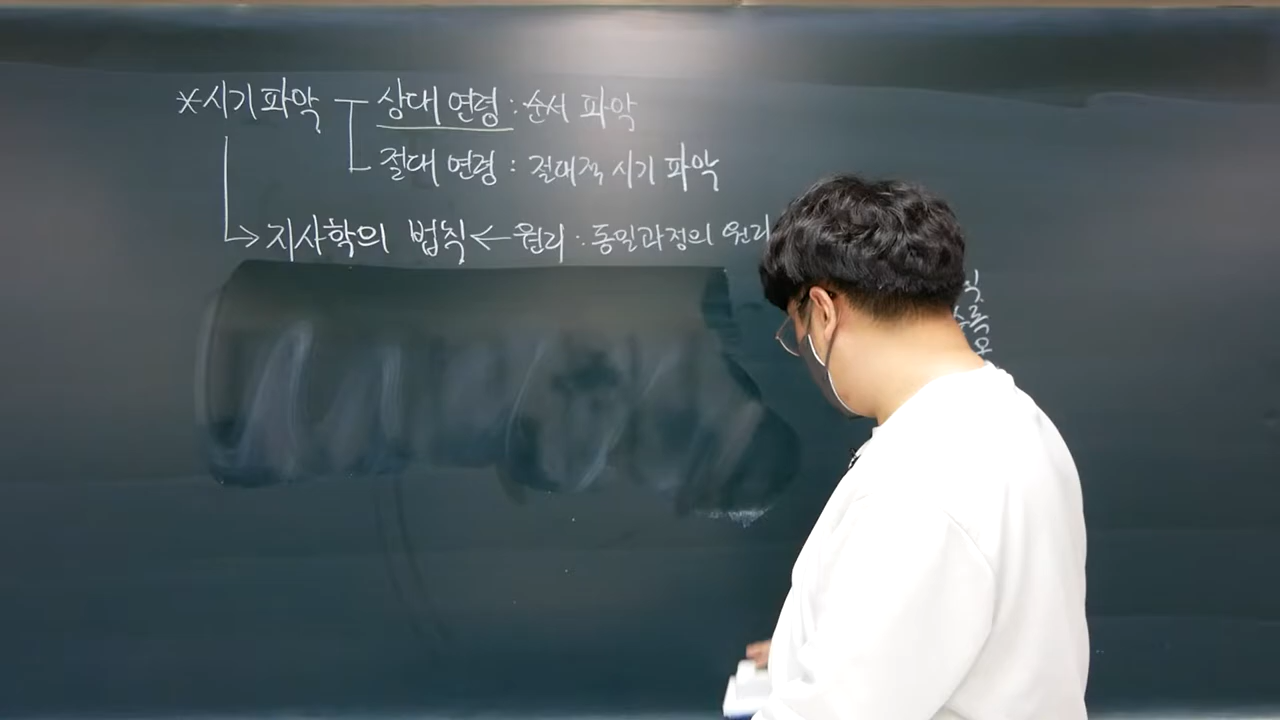 *시기파악 상대 연령 : 순서 파악
절대 연령 : 절대적 시기 파악
→지사학의 법칙 ← 원리 : 동일과정의 원리